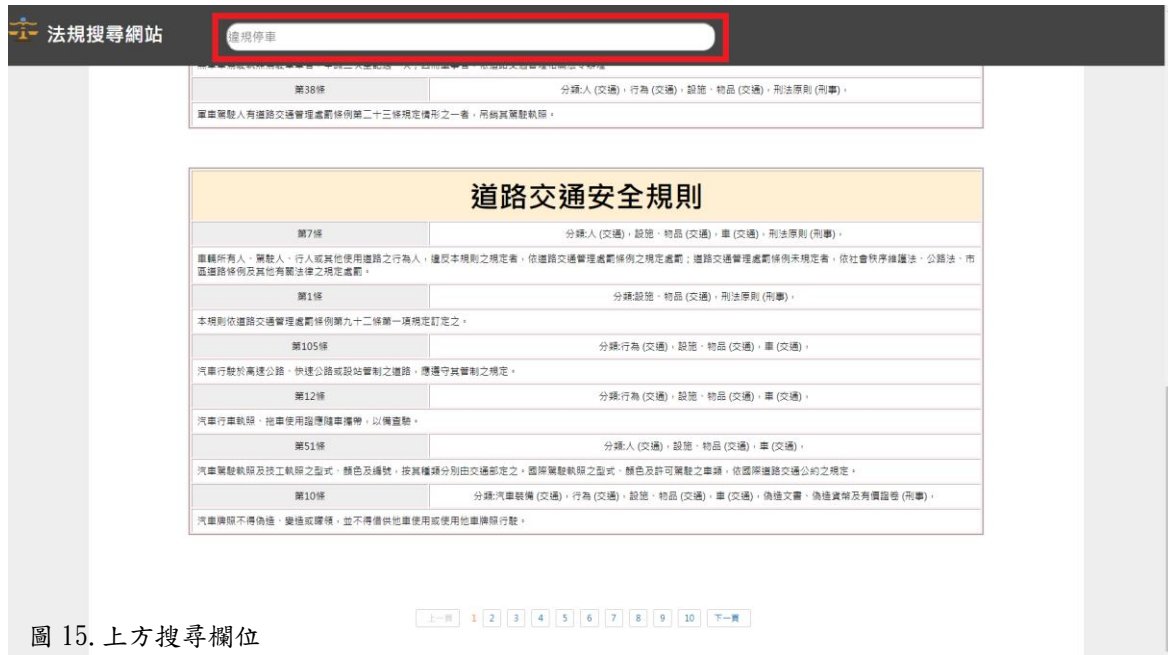 法規搜尋網站
違規停車
第38條
分類:人 (交通)，行為 (交通)，設施、物品 (交通)，刑法原則 (刑事)，
軍車駕駛人有道路交通管理處罰條例第二十三條規定情形之一者，吊銷其駕駛執照。
道路交通安全規則
第7條
分類:人 (交通)，設施、物品 (交通)，車 (交通)，刑法原則 (刑事)，
車輛所有人、駕駛人、行人或其他使用道路之行為人，違反本規則之規定者，依道路交通管理處罰條例之規定處罰；道路交通管理處罰條例未規定者，依社會秩序維護法、公路法、市
區道路條例及其他有關法律之規定處罰。
第1條
分類:設施、物品 (交通)，刑法原則 (刑事)，
本規則依道路交通管理處罰條例第九十二條第一項規定訂定之。
第105條
分類:行為 (交通)，設施、物品 (交通)，車 (交通)，
汽車行駛於高速公路、快速公路或設站管制之道路，應遵守其管制之規定。
第12條
分類:行為 (交通)，設施、物品 (交通)，車 (交通)，
汽車行車執照、拖車使用證應隨車攜帶，以備查驗。
第51條
分類:人 (交通)，設施、物品 (交通)，車 (交通)，
汽車駕駛執照及技工執照之型式、顏色及編號，按其種類分別由交通部定之。國際駕駛執照之型式、顏色及許可駕駛之車類，依國際道路交通公約之規定。
第10條
分類:汽車裝備 (交通)，行為 (交通)，設施、物品 (交通)，車 (交通)，偽造文書、偽造貨幣及有價證卷 (刑事)，
汽車牌照不得偽造、變造或矇領，並不得借供他車使用或使用他車牌照行駛。
上一頁 1 2 3 4 5 6 7 8 9 10 下一頁
圖 15.上方搜尋欄位